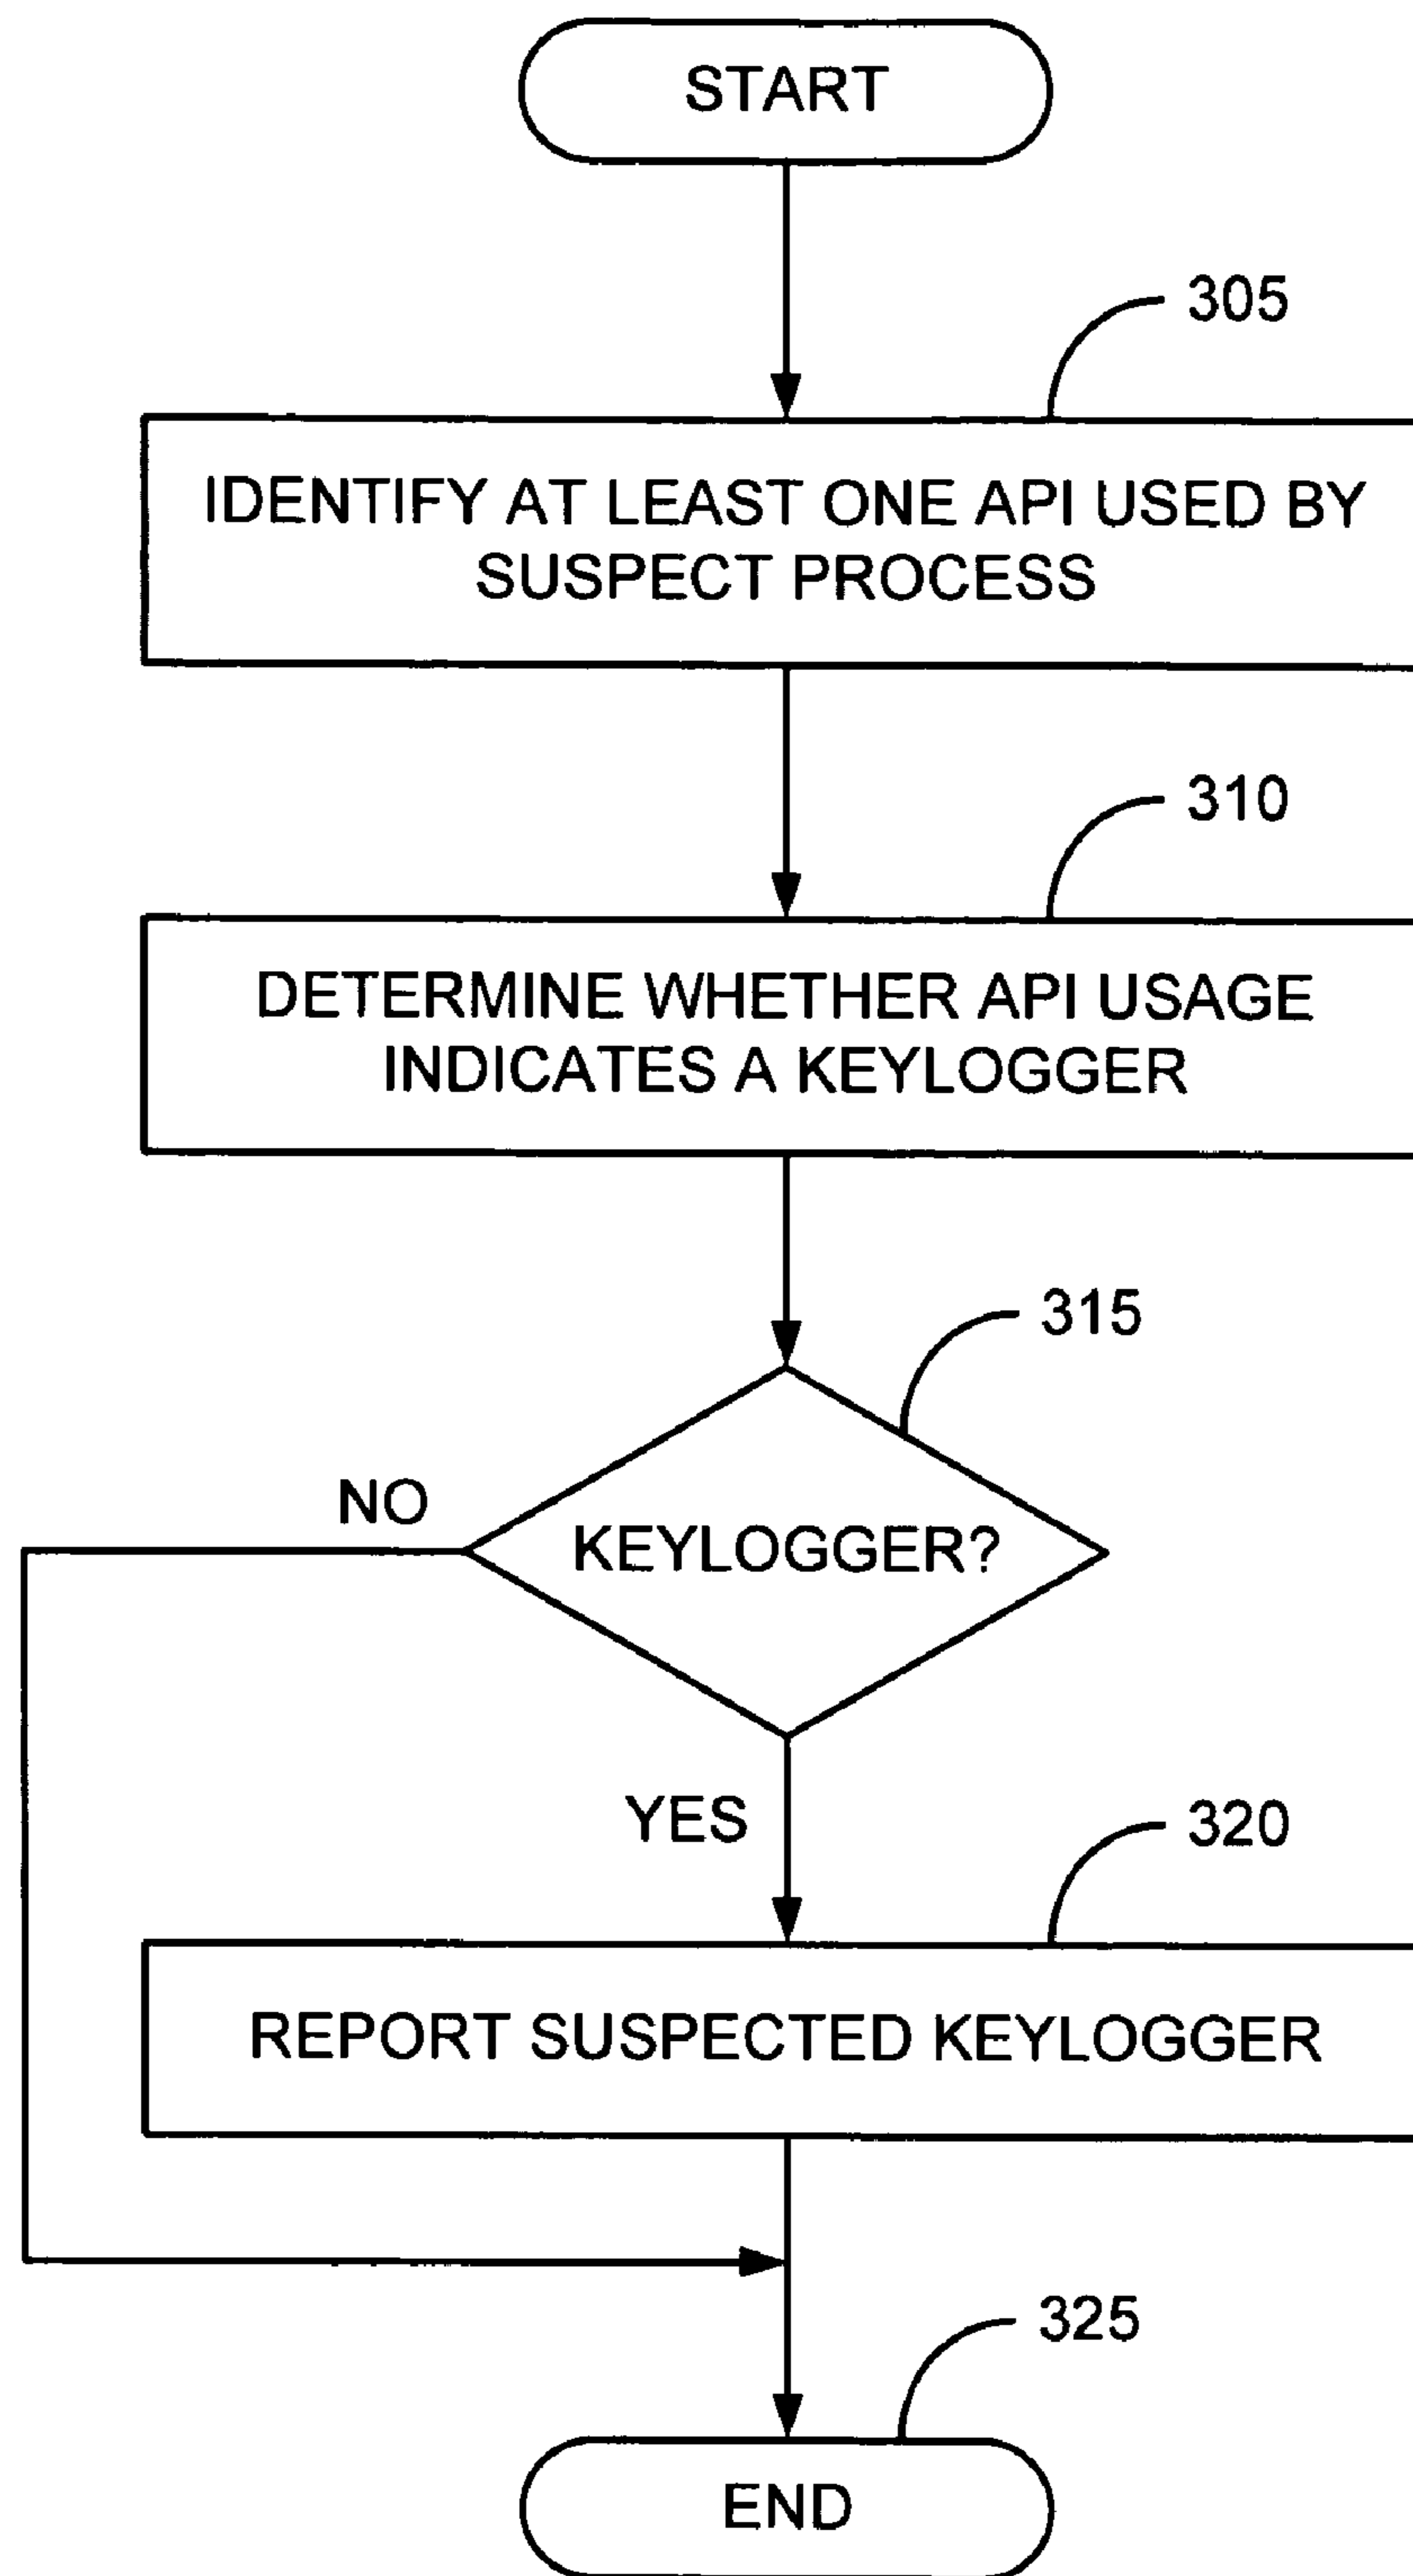 START
305
IDENTIFY AT LEAST ONE API USED BY
SUSPECT PROCESS
310
DETERMINE WHETHER API USAGE
INDICATES A KEYLOGGER
315
NO
KEYLOGGER?
YES
320
REPORT SUSPECTED KEYLOGGER
325
END